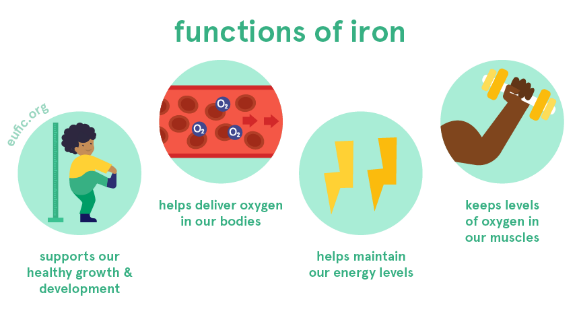 functions of iron
eufic.org
supports our
healthy growth &
development
O₂
O₂
O₂
helps deliver oxygen
in our bodies
helps maintain
our energy levels
keeps levels
of oxygen in
our muscles